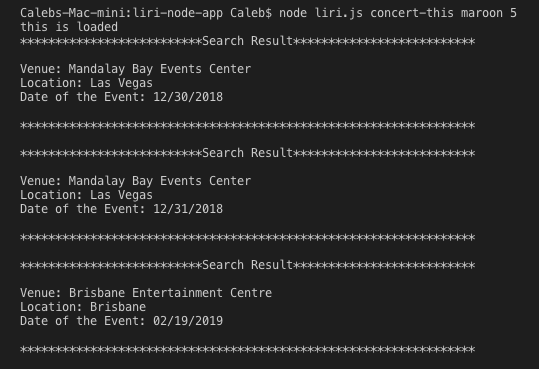 Calebs-Mac-mini:liri-node-app Caleb$ node liri.js concert-this maroon 5
this is loaded
**************************Search Result**************************
Venue: Mandalay Bay Events Center
Location: Las Vegas
Date of the Event: 12/30/2018
*****************************************************************
**************************Search Result**************************
Venue: Mandalay Bay Events Center
Location: Las Vegas
Date of the Event: 12/31/2018
*****************************************************************
**************************Search Result**************************
Venue: Brisbane Entertainment Centre
Location: Brisbane
Date of the Event: 02/19/2019
*****************************************************************